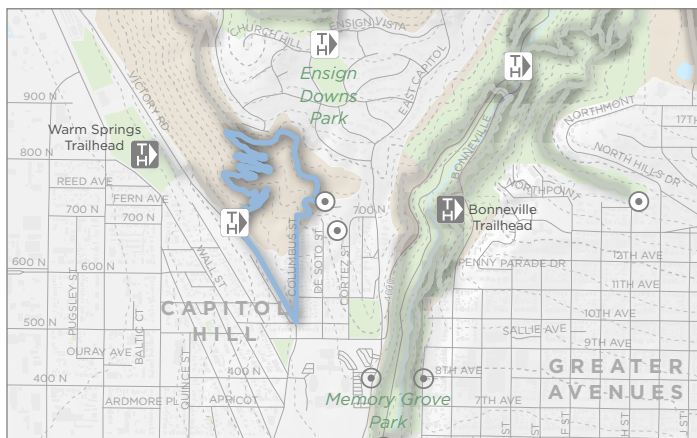 ENSIGN VISTA
CHURCH HILL
T
H
Ensign
Downs
Park
EAST CAPITOL
T
H
VICTORY RD
900 N
BONNEVILLE
NORTHMONT
17TH
Warm Springs
Trailhead
T
H
800 N
NORTH HILLS DR
REED AVE
FERN AVE
700 N
700 N
NORTHPOINT
T
H
Bonneville
Trailhead
T
H
700 N
COLUMBUS ST
DE SOTO ST
CORTEZ ST
WALL ST
12TH AVE
PENNY PARADE DR
600 N
600 N
11TH AVE
PUGSLEY ST
BALTIC CT
CAPITOL
HILL
10TH AVE
500 N
SALLIE AVE
9TH AVE
OURAY AVE
QUINCE ST
GREATER
AVENUES
400 N
400 N
8TH AVE
ARDMORE PL
APRICOT
Memory Grove
Park
7TH AVE